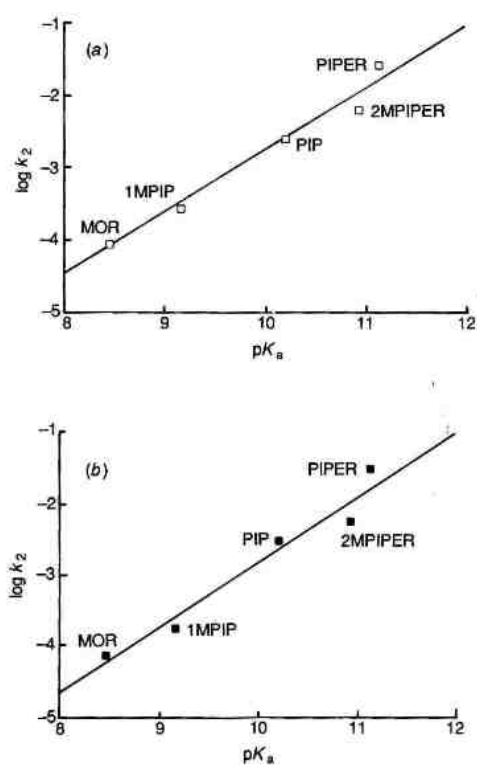 (a)
-1
-2
-3
-4
-5
log k₂
PIPER
2MPIPER
PIP
1MPIP
MOR
8 9 10 11 12
pKₐ
(b)
-1
-2
-3
-4
-5
log k₂
PIPER
PIP
2MPIPER
1MPIP
MOR
8 9 10 11 12
pKₐ